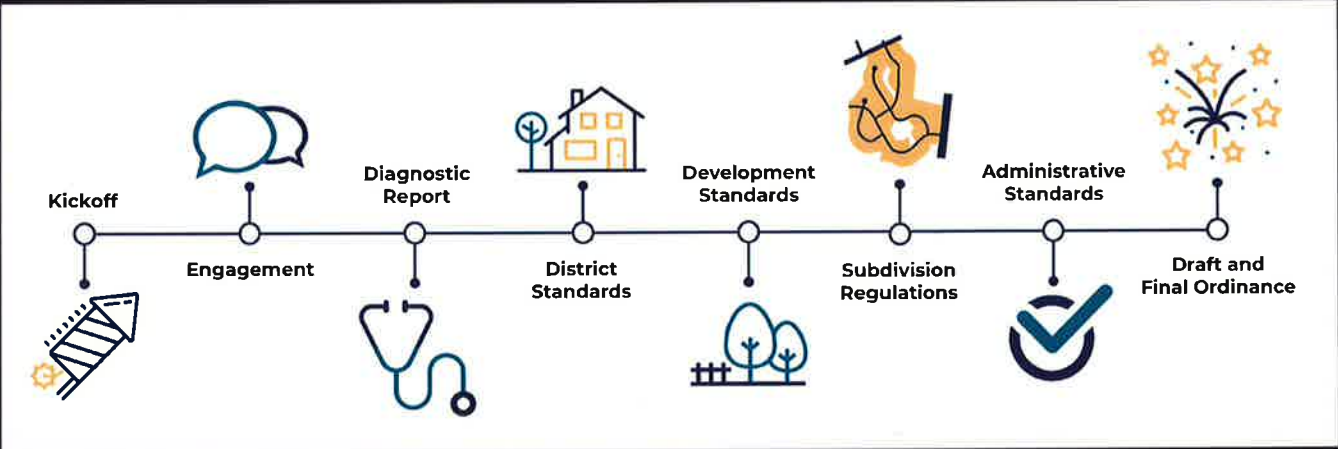 Kickoff
Engagement
Diagnostic
Report
District
Standards
Development
Standards
Subdivision
Regulations
Administrative
Standards
Draft and
Final Ordinance